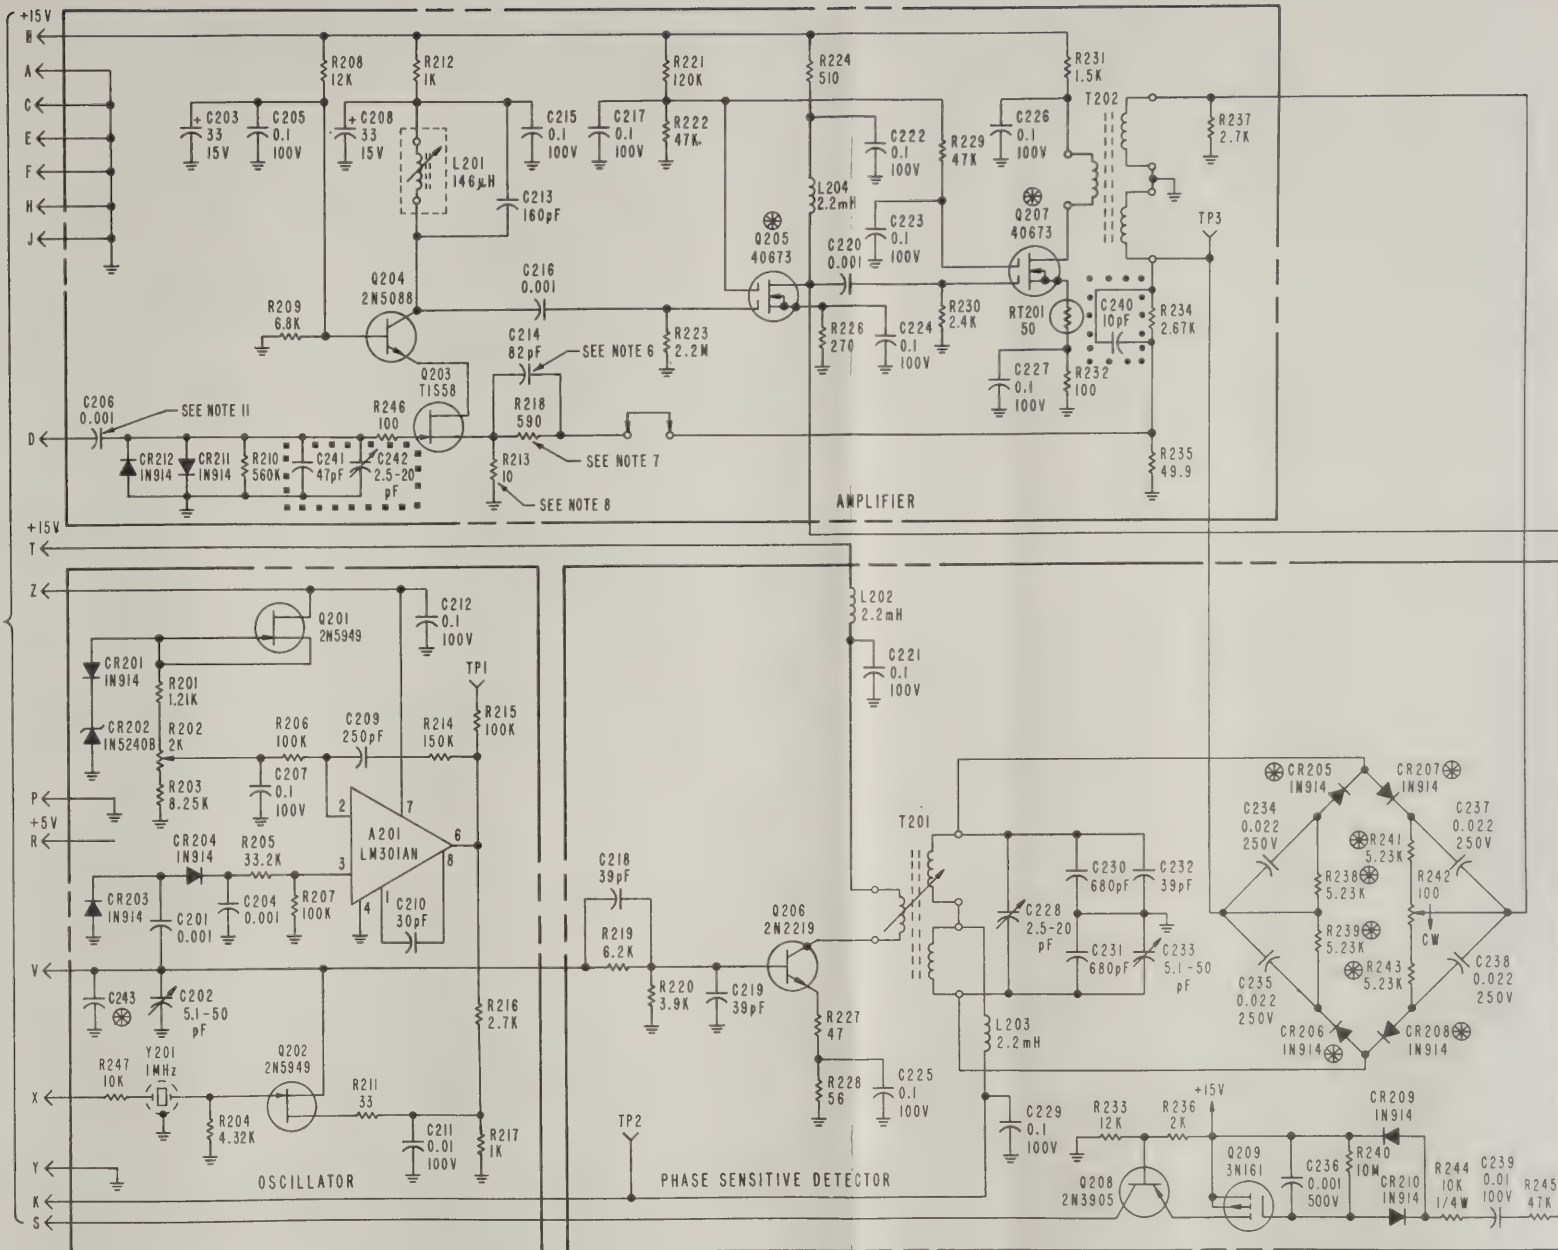 +15V
B
A
C
E
F
H
J
D
R208
12K
R212
1K
R221
120K
R224
510
R231
1.5K
T202
R237
2.7K
+ C203
33
15V
C205
0.1
100V
+ C208
33
15V
L201
146µH
C215
0.1
100V
C217
0.1
100V
R222
47K
C222
0.1
100V
R229
47K
C226
0.1
100V
C213
160pF
L204
2.2mH
C223
0.1
100V
Q205
40673
Q207
40673
TP3
Q204
2N5088
C216
0.001
C220
0.001
R209
6.8K
C214
82pF
SEE NOTE 6
R223
2.2M
R226
270
C224
0.1
100V
R230
2.4K
RT201
50
C240
10pF
R234
2.67K
Q203
TIS58
C227
0.1
100V
R232
100
C206
0.001
SEE NOTE 11
R246
100
R218
590
SEE NOTE 7
CR212
1N914
CR211
1N914
R210
560K
C241
47pF
C242
2.5-20
pF
R213
10
SEE NOTE 8
R235
49.9
AMPLIFIER
+15V
T
Z
Q201
2N5949
C212
0.1
100V
L202
2.2mH
TP1
C221
0.1
100V
CR201
1N914
R201
1.21K
CR202
1N5240B
R202
2K
R206
100K
C209
250pF
R214
150K
R215
100K
R203
8.25K
C207
0.1
100V
P
+5V
R
2
7
A201
LM301AN
6
8
3
1
4
CR204
1N914
R205
33.2K
CR203
1N914
C201
0.001
C204
0.001
R207
100K
C210
30pF
C218
39pF
T201
CR205
1N914
CR207
1N914
C234
0.022
250V
C237
0.022
250V
R241
5.23K
R238
5.23K
R242
100
CW
R239
5.23K
R243
5.23K
C230
680pF
C232
39pF
C228
2.5-20
pF
C231
680pF
C233
5.1-50
pF
C235
0.022
250V
C238
0.022
250V
CR206
1N914
CR208
1N914
Q206
2N2219
R219
6.2K
V
C243
C202
5.1-50
pF
R220
3.9K
C219
39pF
R216
2.7K
R227
47
L203
2.2mH
R247
10K
Y201
1MHz
Q202
2N5949
R211
33
X
R204
4.32K
C211
0.01
100V
R217
1K
R228
56
C225
0.1
100V
TP2
C229
0.1
100V
R233
12K
R236
2K
+15V
CR209
1N914
Q209
3N161
C236
0.001
500V
R240
10M
CR210
1N914
R244
10K
1/4W
C239
0.01
100V
R245
47K
Q208
2N3905
Y
OSCILLATOR
PHASE SENSITIVE DETECTOR
K
S